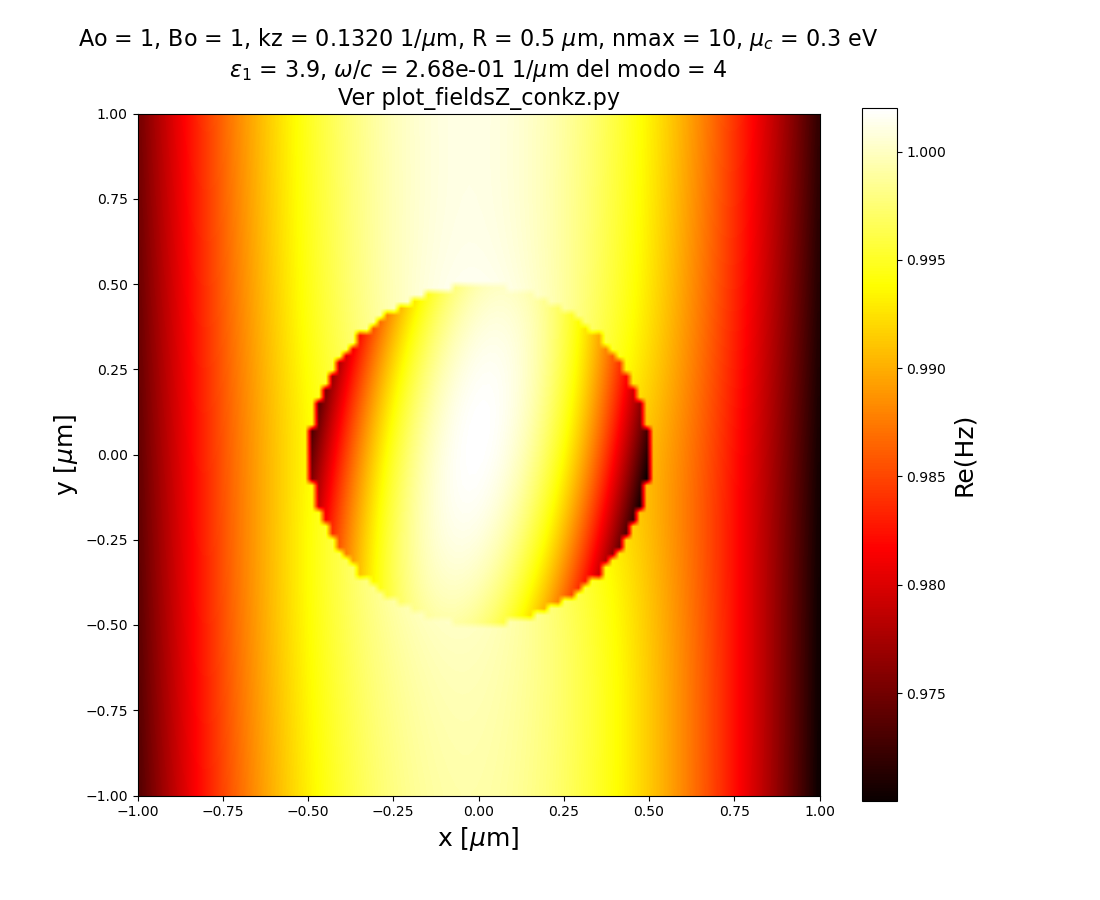 Ao = 1, Bo = 1, kz = 0.1320 1/μm, R = 0.5 μm, nmax = 10, μc = 0.3 eV
ε1 = 3.9, ω/c = 2.68e-01 1/μm del modo = 4
Ver plot_fieldsZ_conkz.py
1.00
0.75
0.50
0.25
0.00
−0.25
−0.50
−0.75
−1.00
y [μm]
−1.00 −0.75 −0.50 −0.25 0.00 0.25 0.50 0.75 1.00
x [μm]
1.000
0.995
0.990
0.985
0.980
0.975
Re(Hz)